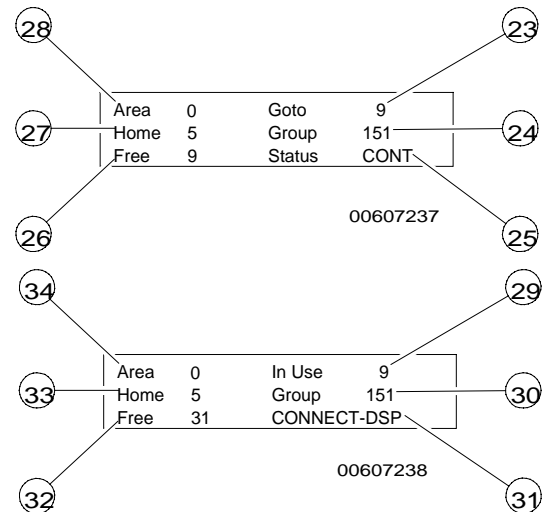 28 23
Area 0 Goto 9
27 Home 5 Group 151 24
Free 9 Status CONT
00607237
26 25
34 29
Area 0 In Use 9
33 Home 5 Group 151 30
Free 31 CONNECT-DSP
00607238
32 31